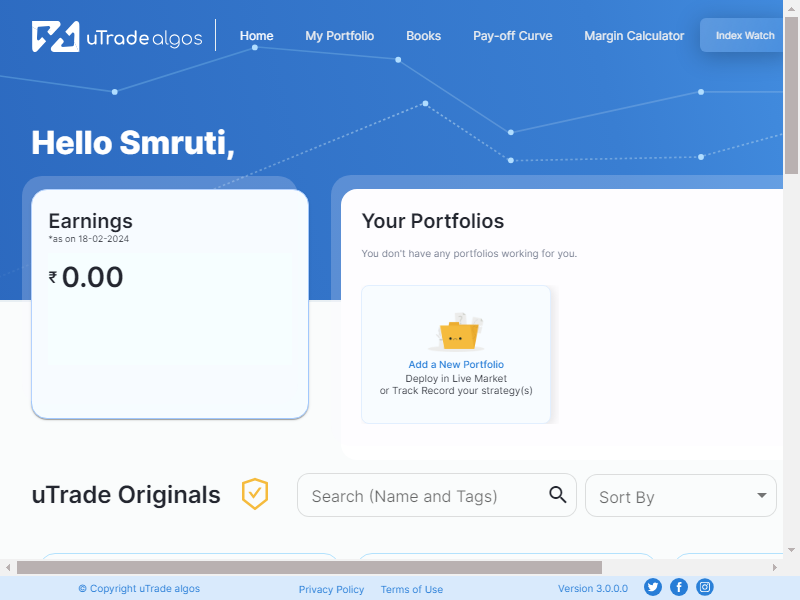 uTrade algos
Home
My Portfolio
Books
Pay-off Curve
Margin Calculator
Index Watch
Hello Smruti,
Earnings
*as on 18-02-2024
₹ 0.00
Your Portfolios
You don't have any portfolios working for you.
Add a New Portfolio
Deploy in Live Market
or Track Record your strategy(s)
uTrade Originals
Search (Name and Tags)
Sort By
© Copyright uTrade algos
Privacy Policy
Terms of Use
Version 3.0.0.0